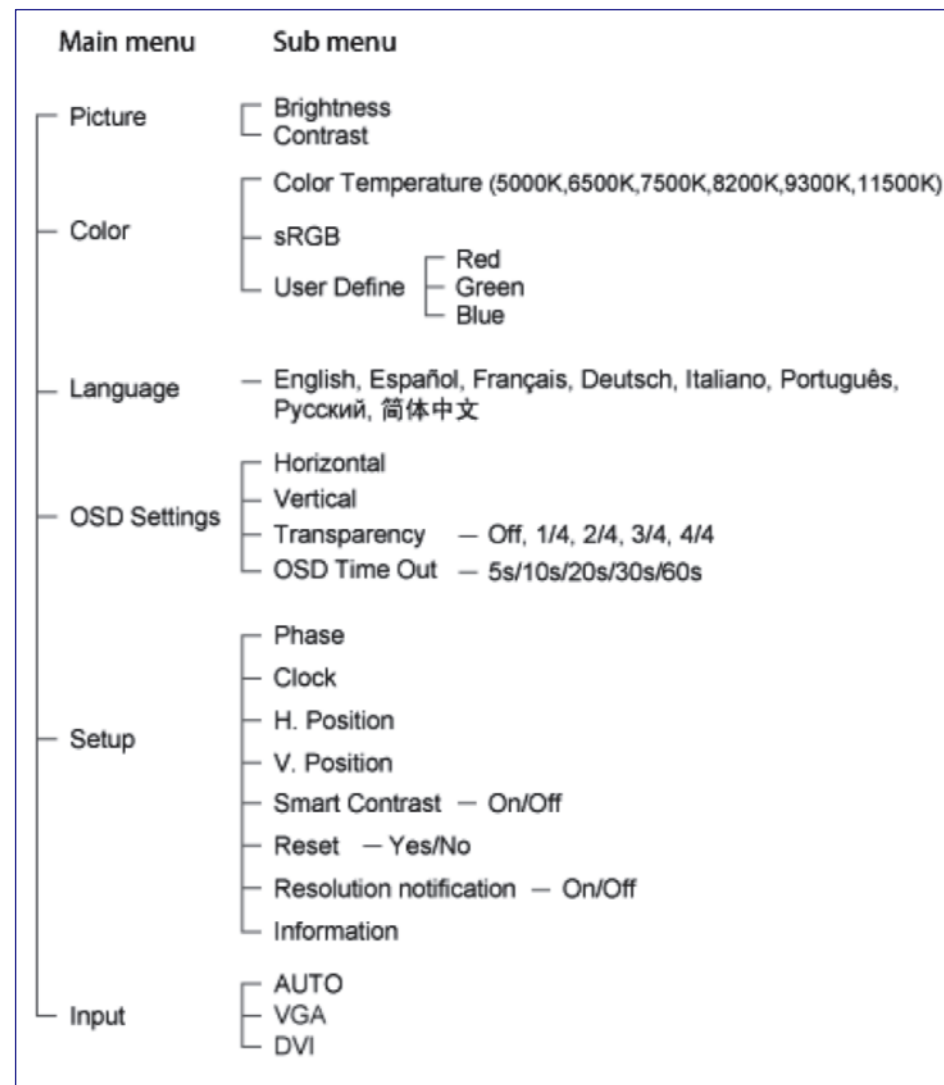 Main menu Sub menu
Picture Brightness
Contrast
Color Temperature (5000K,6500K,7500K,8200K,9300K,11500K)
Color sRGB
User Define Red
Green
Blue
Language — English, Español, Français, Deutsch, Italiano, Português,
Русский, 简体中文
Horizontal
Vertical
OSD Settings Transparency — Off, 1/4, 2/4, 3/4, 4/4
OSD Time Out — 5s/10s/20s/30s/60s
Phase
Clock
H. Position
Setup V. Position
Smart Contrast — On/Off
Reset — Yes/No
Resolution notification — On/Off
Information
AUTO
Input VGA
DVI